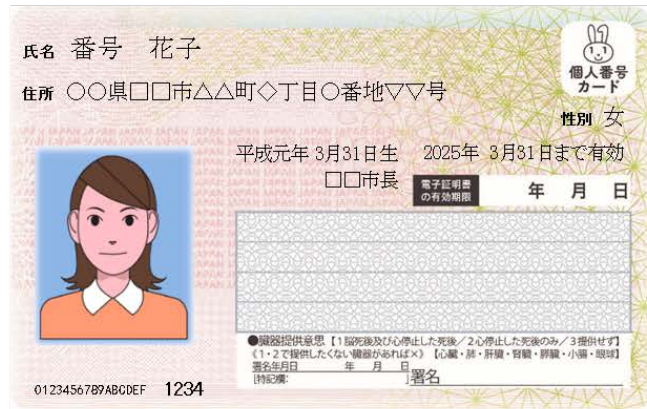 氏名 番号 花子
個人番号
カード
住所 ○○県□□市△△町◇丁目○番地▽▽号
性別 女
平成元年 3月31日生 2025年 3月31日まで有効
□□市長 電子証明書の有効期限 年 月 日
●臓器提供意思【1脳死後及び心停止した死後／2心停止した死後のみ／3提供せず】
《1・2で提供したくない臓器があれば×》【心臓・肺・肝臓・腎臓・膵臓・小腸・眼球】
署名年月日 年 月 日
[特記欄: ]署名
0123456789ABCDEF 1234